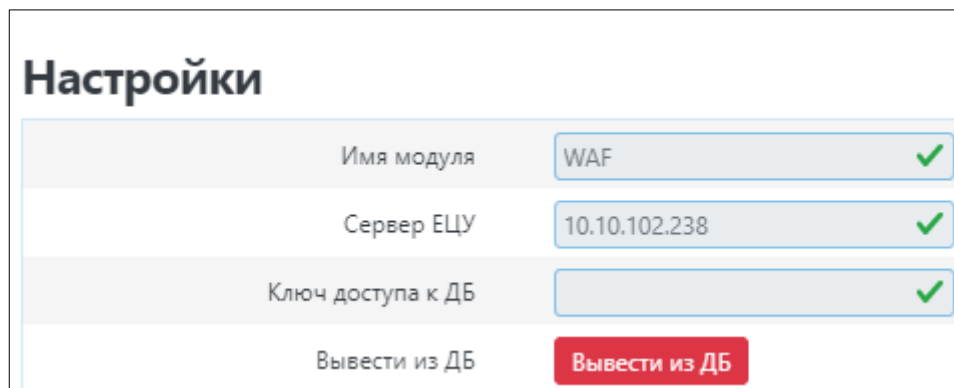 Настройки
Имя модуля WAF
Сервер ЕЦУ 10.10.102.238
Ключ доступа к ДБ
Вывести из ДБ Вывести из ДБ